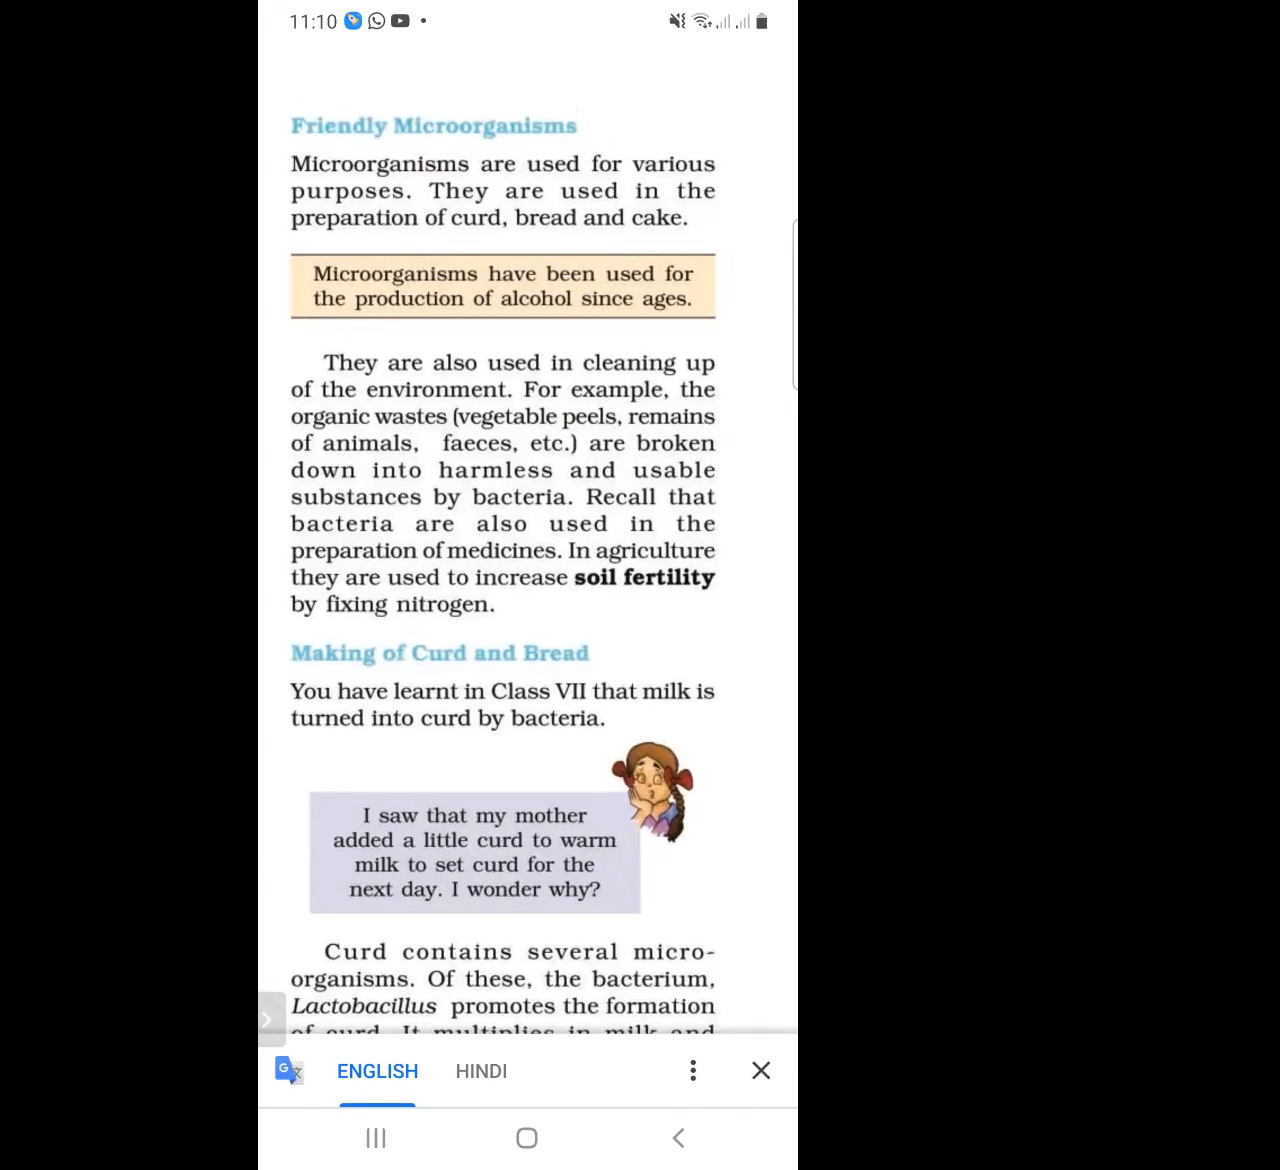 11:10
Friendly Microorganisms
Microorganisms are used for various
purposes. They are used in the
preparation of curd, bread and cake.
Microorganisms have been used for
the production of alcohol since ages.
They are also used in cleaning up
of the environment. For example, the
organic wastes (vegetable peels, remains
of animals, faeces, etc.) are broken
down into harmless and usable
substances by bacteria. Recall that
bacteria are also used in the
preparation of medicines. In agriculture
they are used to increase soil fertility
by fixing nitrogen.
Making of Curd and Bread
You have learnt in Class VII that milk is
turned into curd by bacteria.
I saw that my mother
added a little curd to warm
milk to set curd for the
next day. I wonder why?
Curd contains several micro-
organisms. Of these, the bacterium,
Lactobacillus promotes the formation
of curd. It multiplies in milk and
ENGLISH HINDI